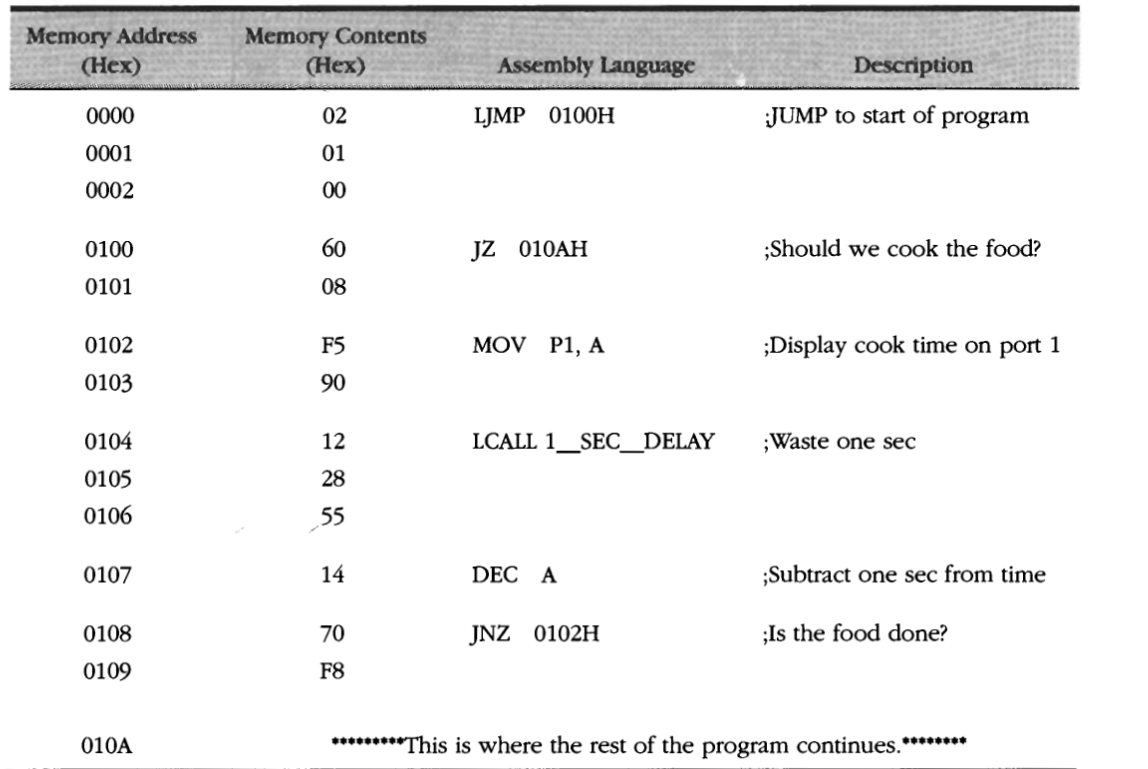 Memory Address Memory Contents
(Hex) (Hex) Assembly Language Description
0000 02 LJMP 0100H ;JUMP to start of program
0001 01
0002 00
0100 60 JZ 010AH ;Should we cook the food?
0101 08
0102 F5 MOV P1, A ;Display cook time on port 1
0103 90
0104 12 LCALL 1__SEC__DELAY ;Waste one sec
0105 28
0106 55
0107 14 DEC A ;Subtract one sec from time
0108 70 JNZ 0102H ;Is the food done?
0109 F8
010A *********This is where the rest of the program continues.********